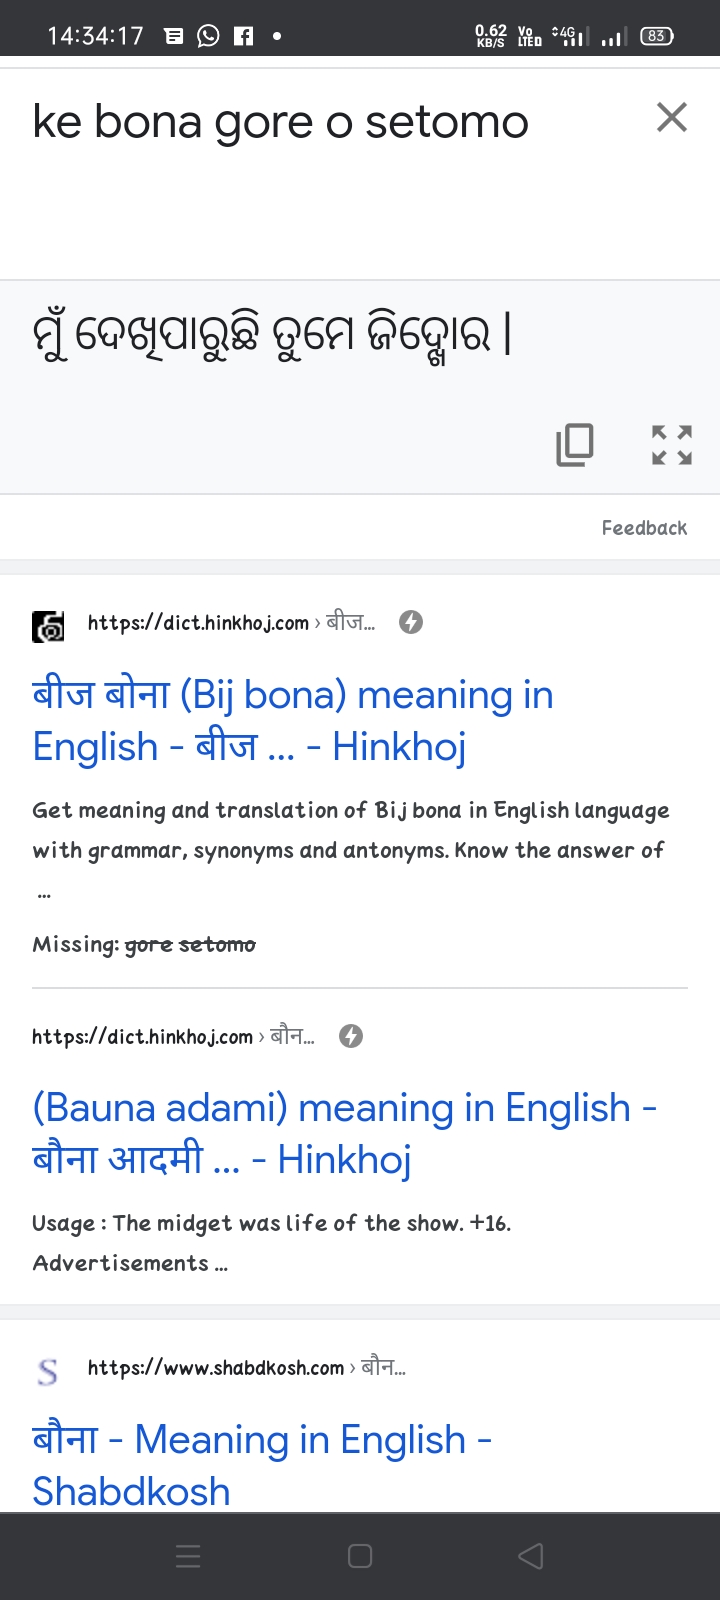 14:34:17
0.62 KB/S Vo LTED 4G 83
ke bona gore o setomo
ମୁଁ ଦେଖିପାରୁଛି ତୁମେ ଜିଦ୍ଖୋର |
Feedback
https://dict.hinkhoj.com › बीज...
बीज बोना (Bij bona) meaning in
English - बीज ... - Hinkhoj
Get meaning and translation of Bij bona in English language
with grammar, synonyms and antonyms. Know the answer of
...
Missing: gore setomo
https://dict.hinkhoj.com › बौन...
(Bauna adami) meaning in English -
बौना आदमी ... - Hinkhoj
Usage : The midget was life of the show. +16.
Advertisements ...
S https://www.shabdkosh.com › बौन...
बौना - Meaning in English -
Shabdkosh